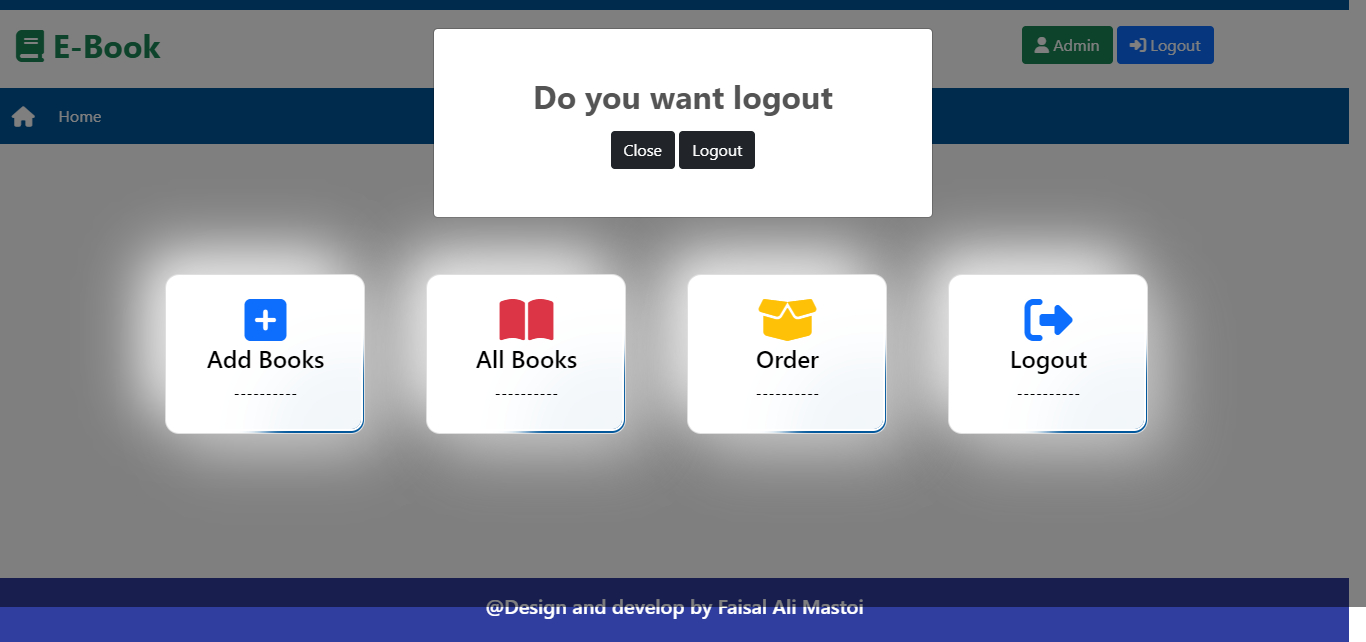 E-Book
Admin Logout
Do you want logout
Close Logout
Home
Add Books
----------
All Books
----------
Order
----------
Logout
----------
@Design and develop by Faisal Ali Mastoi